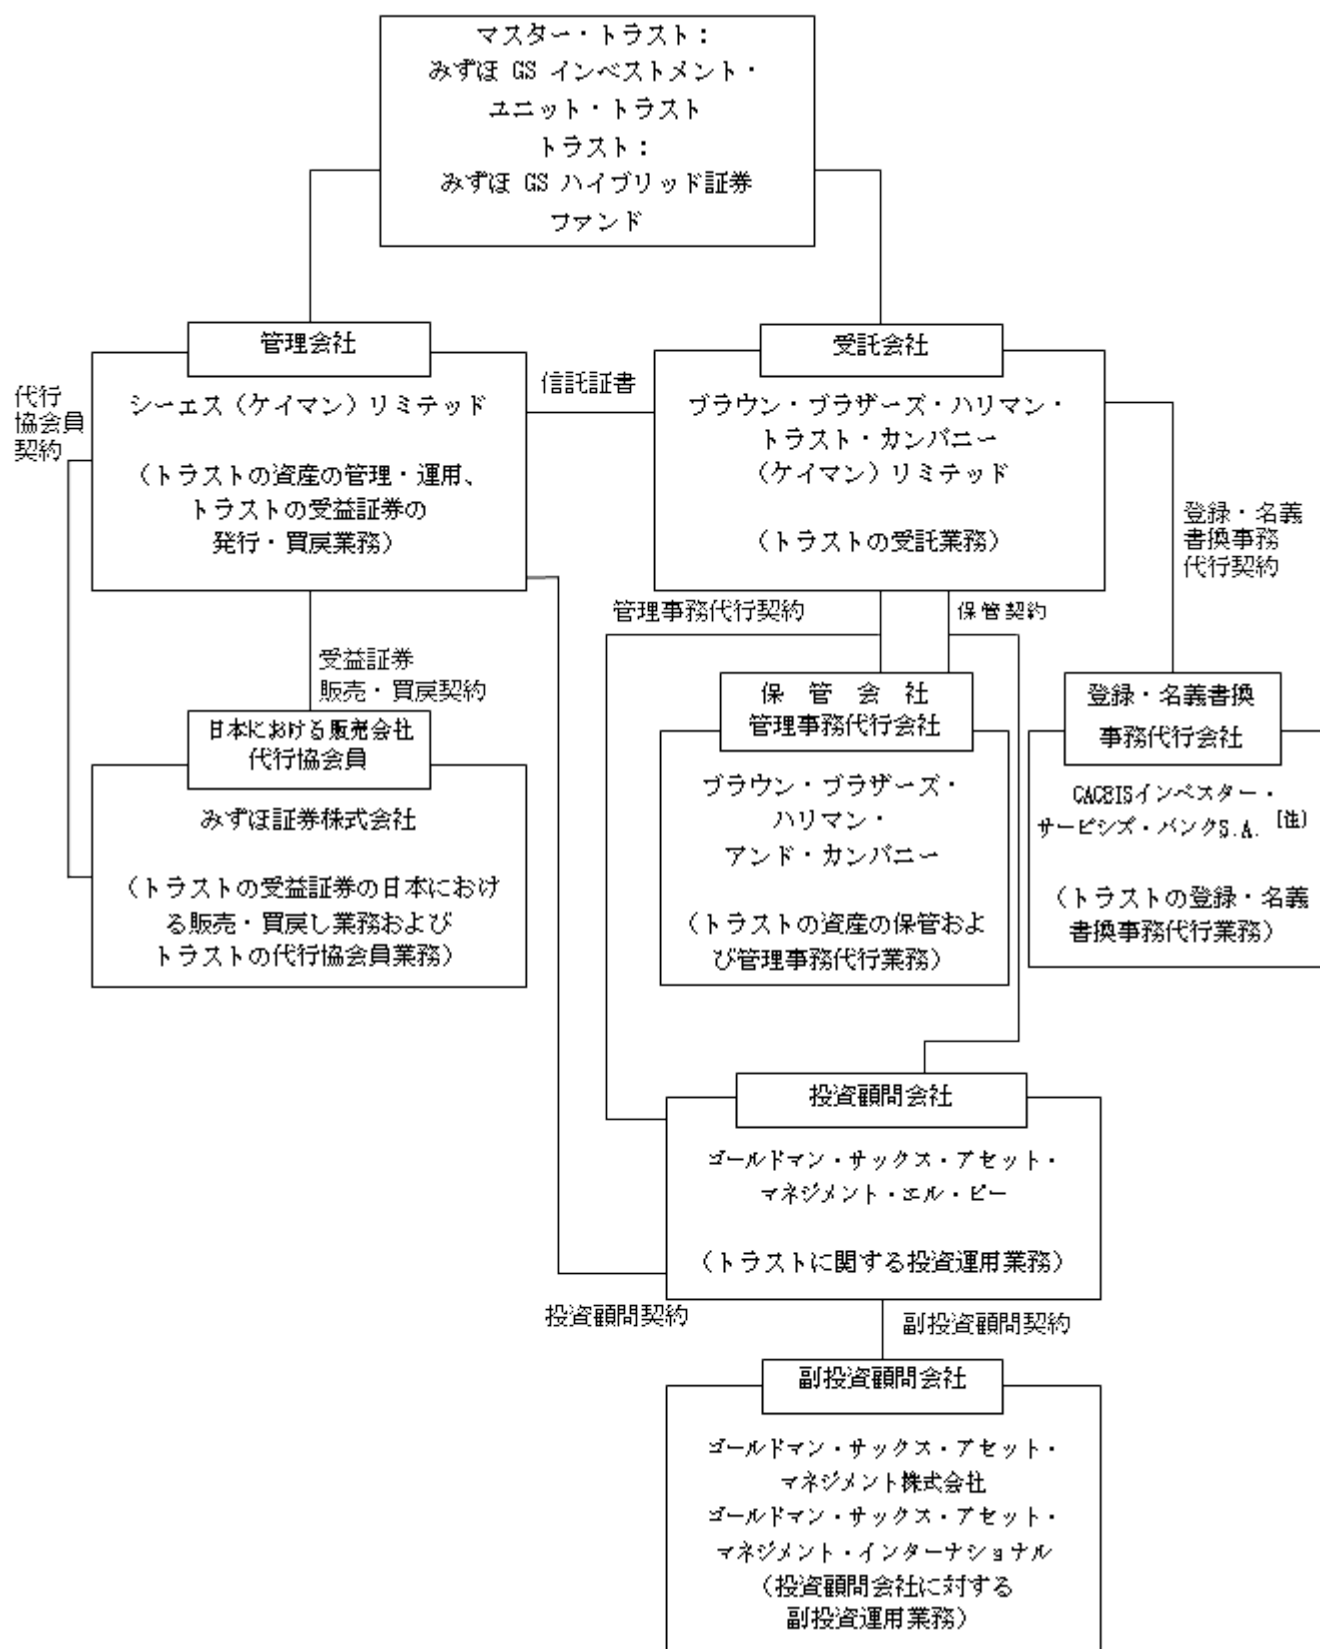 マスター・トラスト：
みずほ GS インベストメント・
ユニット・トラスト
トラスト：
みずほ GS ハイブリッド証券
ファンド
管理会社
シーエス（ケイマン）リミテッド
（トラストの資産の管理・運用、
トラストの受益証券の
発行・買戻業務）
代行
協会員
契約
信託証書
受託会社
ブラウン・ブラザーズ・ハリマン・
トラスト・カンパニー
（ケイマン）リミテッド
（トラストの受託業務）
登録・名義
書換事務
代行契約
管理事務代行契約
保管契約
受益証券
販売・買戻契約
日本における販売会社
代行協会員
みずほ証券株式会社
（トラストの受益証券の日本におけ
る販売・買戻し業務および
トラストの代行協会員業務）
保管会社
管理事務代行会社
ブラウン・ブラザーズ・
ハリマン・
アンド・カンパニー
（トラストの資産の保管およ
び管理事務代行業務）
登録・名義書換
事務代行会社
CACEISインベスター・
サービシズ・バンクS.A. [注]
（トラストの登録・名義
書換事務代行業務）
投資顧問会社
ゴールドマン・サックス・アセット・
マネジメント・エル・ピー
（トラストに関する投資運用業務）
投資顧問契約
副投資顧問契約
副投資顧問会社
ゴールドマン・サックス・アセット・
マネジメント株式会社
ゴールドマン・サックス・アセット・
マネジメント・インターナショナル
（投資顧問会社に対する
副投資運用業務）